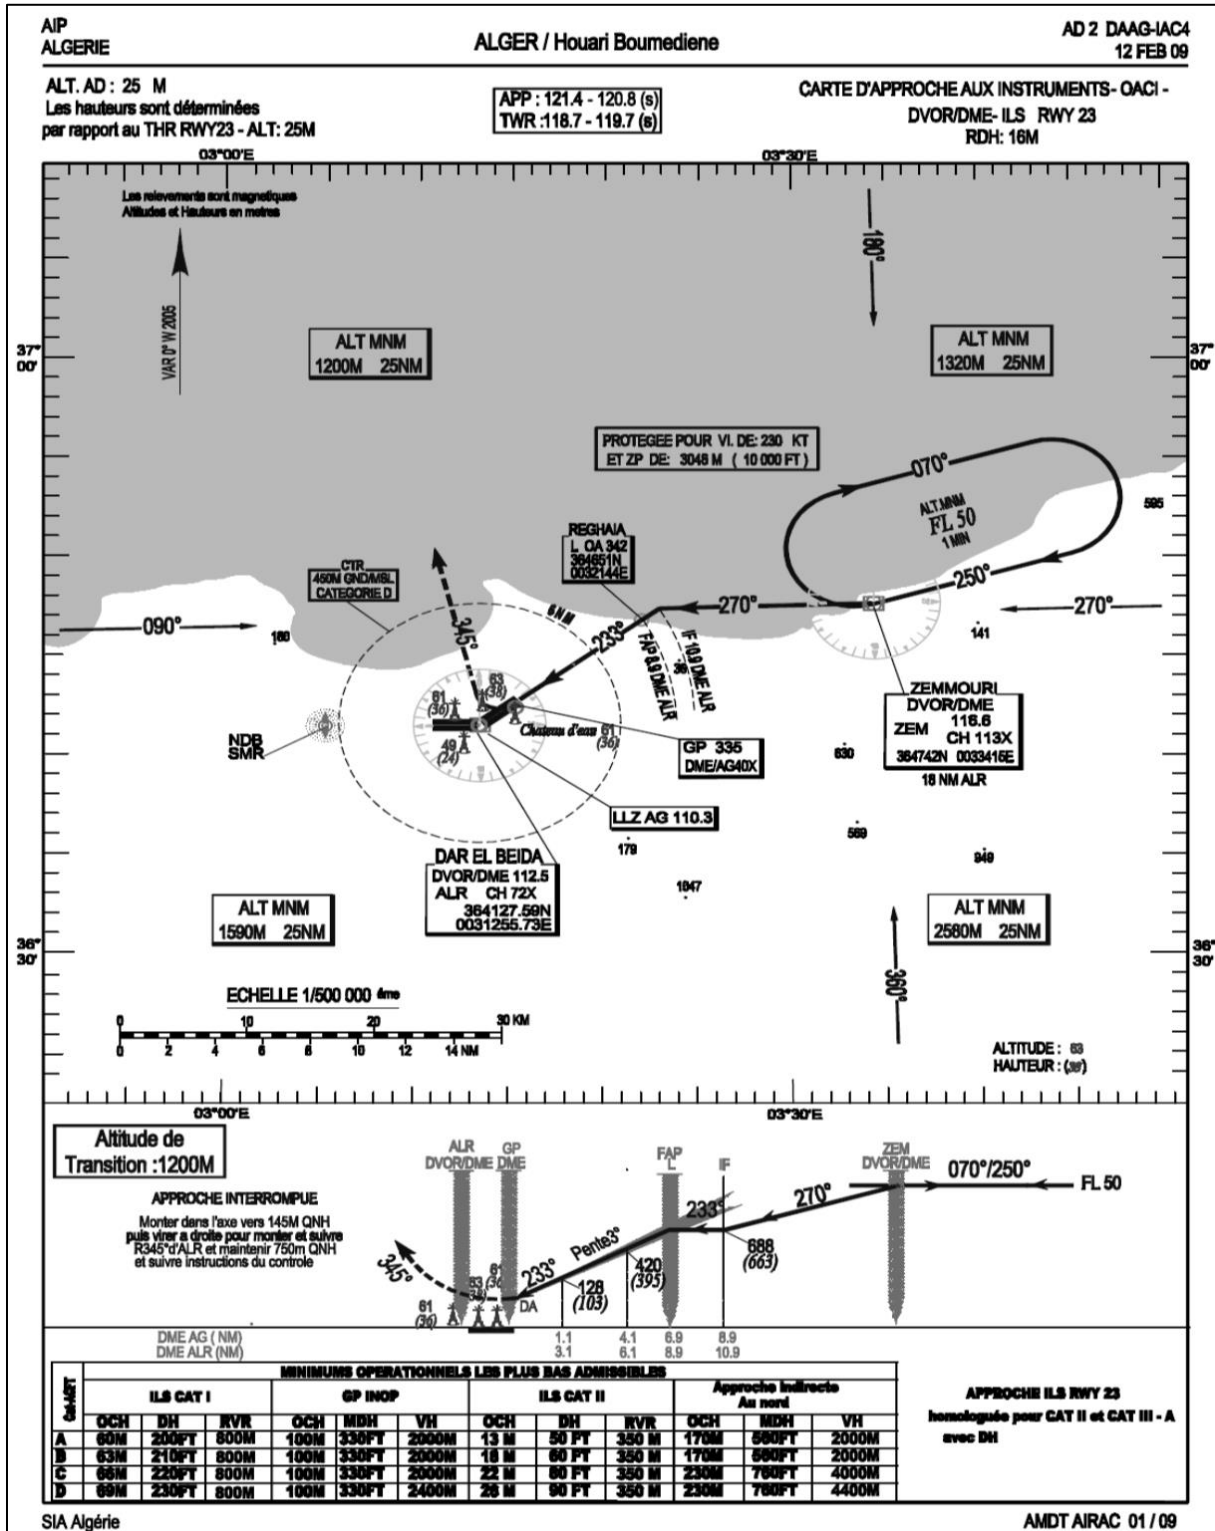 AIP
ALGERIE
ALGER / Houari Boumediene
AD 2 DAAG-IAC4
12 FEB 09
ALT. AD : 25 M
Les hauteurs sont déterminées
par rapport au THR RWY23 - ALT: 25M
APP : 121.4 - 120.8 (s)
TWR :118.7 - 119.7 (s)
CARTE D'APPROCHE AUX INSTRUMENTS- OACI -
DVOR/DME- ILS RWY 23
RDH: 16M
03°00'E
03°30'E
Les relevements sont magnetiques
Altitudes et Hauteurs en metres
VAR 0° W 2005
180°
37°
00'
ALT MNM
1200M 25NM
ALT MNM
1320M 25NM
37°
00'
PROTEGEE POUR VI. DE: 230 KT
ET ZP DE: 3048 M ( 10 000 FT )
070°
ALT.MNM
FL 50
1 MIN
595
REGHAIA
L OA 342
364651N
0032144E
CTR
450M GND/MSL
CATEGORIE D
250°
270°
270°
090°
160
345°
6 NM
233°
FAP 8.9 DME ALR
IF 10.9 DME ALR
36
141
63
(38)
61
(36)
49
(24)
Chateau d'eau
61
(36)
NDB
SMR
ZEMMOURI
DVOR/DME
ZEM 116.6
CH 113X
364742N 0033415E
18 NM ALR
GP 335
DME/AG40X
630
LLZ AG 110.3
569
179
949
1047
DAR EL BEIDA
DVOR/DME 112.5
ALR CH 72X
364127.59N
0031255.73E
ALT MNM
1590M 25NM
ALT MNM
2580M 25NM
36°
30'
36°
30'
360°
ECHELLE 1/500 000 éme
0 10 20 30 KM
0 2 4 6 8 10 12 14 NM
ALTITUDE : 63
HAUTEUR : (38')
03°00'E
03°30'E
Altitude de
Transition :1200M
ALR
DVOR/DME
GP
DME
FAP
L
IF
ZEM
DVOR/DME
070°/250°
FL 50
APPROCHE INTERROMPUE
Monter dans l'axe vers 145M QNH
puis virer a droite pour monter et suivre
R345°d'ALR et maintenir 750m QNH
et suivre instructions du controle
270°
233°
Pente3°
688
(663)
420
(395)
345°
233°
128
(103)
61
(36)
63
(38)
61
(36)
DA
DME AG ( NM) 1.1 4.1 6.9 8.9
DME ALR (NM) 3.1 6.1 8.9 10.9
MINIMUMS OPERATIONNELS LES PLUS BAS ADMISSIBLES
Cat-ACFT
ILS CAT I GP INOP ILS CAT II Approche Indirecte
Au nord
OCH DH RVR OCH MDH VH OCH DH RVR OCH MDH VH
A 60M 200FT 800M 100M 330FT 2000M 13 M 50 FT 350 M 170M 560FT 2000M
B 63M 210FT 800M 100M 330FT 2000M 18 M 60 FT 350 M 170M 560FT 2000M
C 66M 220FT 800M 100M 330FT 2000M 22 M 80 FT 350 M 230M 760FT 4000M
D 69M 230FT 800M 100M 330FT 2400M 26 M 90 FT 350 M 230M 760FT 4400M
APPROCHE ILS RWY 23
homologuée pour CAT II et CAT III - A
avec DH
SIA Algérie
AMDT AIRAC 01 / 09